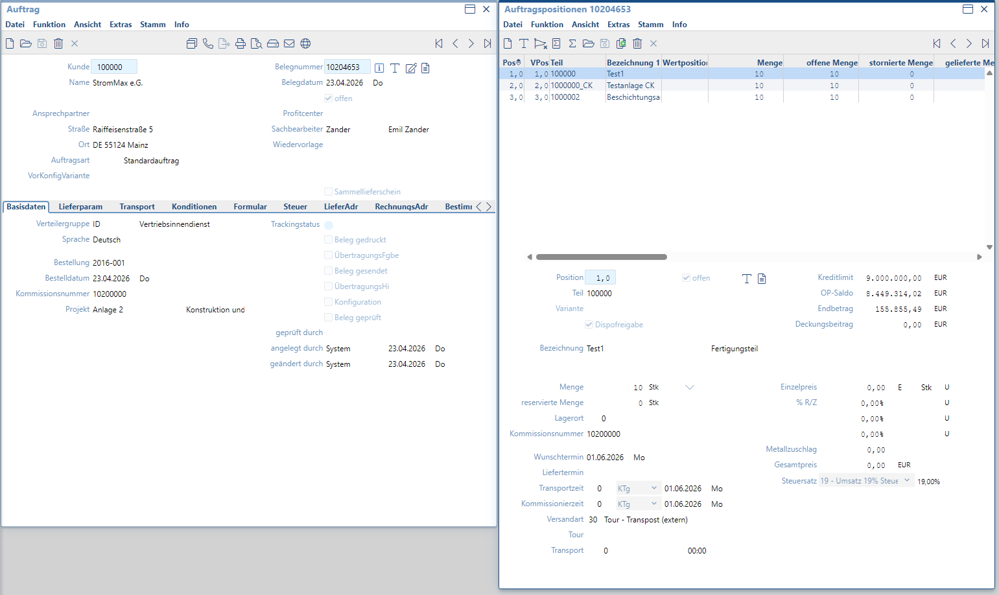 Auftrag
Datei Funktion Ansicht Extras Stamm Info
Kunde 100000
Belegnummer 10204653
Name StromMax e.G.
Belegdatum 23.04.2026 Do
offen
Ansprechpartner
Profitcenter
Straße Raiffeisenstraße 5
Sachbearbeiter Zander Emil Zander
Ort DE 55124 Mainz
Wiedervorlage
Auftragsart Standardauftrag
VorKonfigVariante
Sammellieferschein
Basisdaten Lieferparam Transport Konditionen Formular Steuer LieferAdr RechnungsAdr Bestimı
Verteilergruppe ID Vertriebsinnendienst
Trackingstatus
Sprache Deutsch
Beleg gedruckt
ÜbertragungsFgbe
Bestellung 2016-001
Beleg gesendet
Bestelldatum 23.04.2026 Do
ÜbertragungsHi
Kommissionsnummer 10200000
Konfiguration
Projekt Anlage 2 Konstruktion und
Beleg geprüft
geprüft durch
angelegt durch System 23.04.2026 Do
geändert durch System 23.04.2026 Do
Auftragspositionen 10204653
Datei Funktion Ansicht Extras Stamm Info
Pos VPos Teil Bezeichnung 1 Wertposition Menge offene Menge stornierte Menge gelieferte Me
1,0 1,0 100000 Test1 10 10 0
2,0 2,0 1000000_CK Testanlage CK 10 10 0
3,0 3,0 1000002 Beschichtungsa 10 10 0
Position 1,0 offen
Kreditlimit 9.000.000,00 EUR
Teil 100000
OP-Saldo 8.449.314,02 EUR
Variante
Endbetrag 155.855,49 EUR
Dispofreigabe
Deckungsbeitrag 0,00 EUR
Bezeichnung Test1 Fertigungsteil
Menge 10 Stk
Einzelpreis 0,00 E Stk U
reservierte Menge 0 Stk
% R/Z 0,00% U
Lagerort 0
0,00% U
Kommissionsnummer 10200000
0,00% U
Metallzuschlag 0,00
Wunschtermin 01.06.2026 Mo
Gesamtpreis 0,00 EUR
Liefertermin
Steuersatz 19 - Umsatz 19% Steue 19,00%
Transportzeit 0 KTg 01.06.2026 Mo
Kommissionierzeit 0 KTg 01.06.2026 Mo
Versandart 30 Tour - Transpost (extern)
Tour
Transport 0 00:00